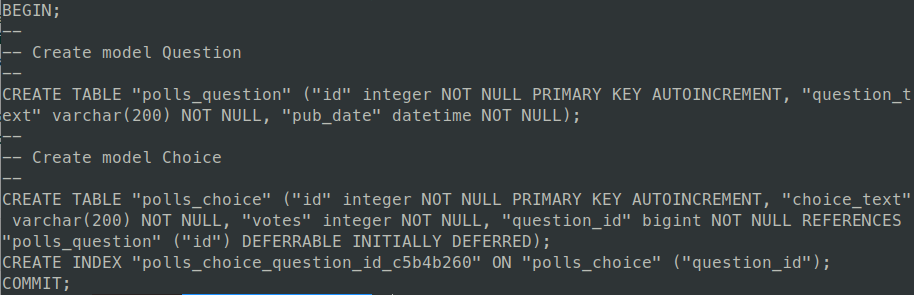 BEGIN;
--
-- Create model Question
--
CREATE TABLE "polls_question" ("id" integer NOT NULL PRIMARY KEY AUTOINCREMENT, "question_t
ext" varchar(200) NOT NULL, "pub_date" datetime NOT NULL);
--
-- Create model Choice
--
CREATE TABLE "polls_choice" ("id" integer NOT NULL PRIMARY KEY AUTOINCREMENT, "choice_text"
 varchar(200) NOT NULL, "votes" integer NOT NULL, "question_id" bigint NOT NULL REFERENCES
"polls_question" ("id") DEFERRABLE INITIALLY DEFERRED);
CREATE INDEX "polls_choice_question_id_c5b4b260" ON "polls_choice" ("question_id");
COMMIT;